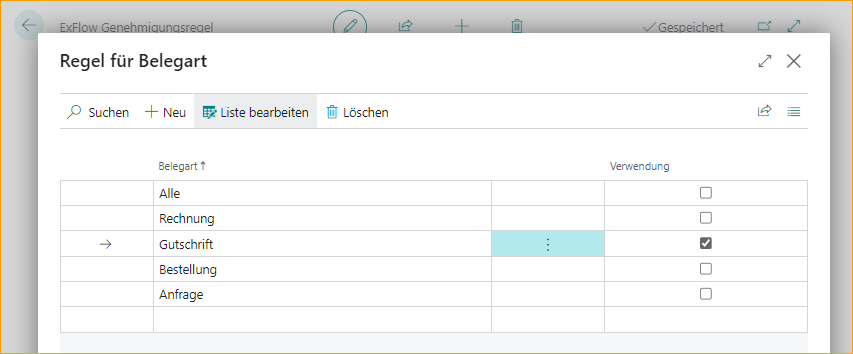 ExFlow Genehmigungsregel
Gespeichert
Regel für Belegart
Suchen Neu Liste bearbeiten Löschen
Belegart ↑ Verwendung
Alle
Rechnung
Gutschrift
Bestellung
Anfrage